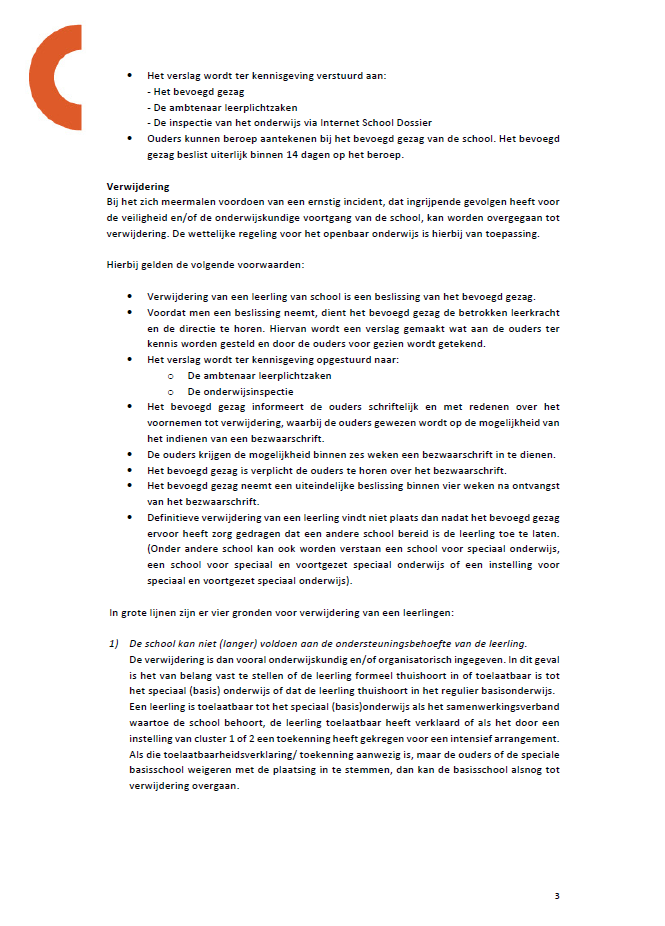 • Het verslag wordt ter kennisgeving verstuurd aan:
- Het bevoegd gezag
- De ambtenaar leerplichtzaken
- De inspectie van het onderwijs via Internet School Dossier
• Ouders kunnen beroep aantekenen bij het bevoegd gezag van de school. Het bevoegd
gezag beslist uiterlijk binnen 14 dagen op het beroep.
Verwijdering
Bij het zich meermalen voordoen van een ernstig incident, dat ingrijpende gevolgen heeft voor
de veiligheid en/of de onderwijskundige voortgang van de school, kan worden overgegaan tot
verwijdering. De wettelijke regeling voor het openbaar onderwijs is hierbij van toepassing.
Hierbij gelden de volgende voorwaarden:
• Verwijdering van een leerling van school is een beslissing van het bevoegd gezag.
• Voordat men een beslissing neemt, dient het bevoegd gezag de betrokken leerkracht
en de directie te horen. Hiervan wordt een verslag gemaakt wat aan de ouders ter
kennis worden gesteld en door de ouders voor gezien wordt getekend.
• Het verslag wordt ter kennisgeving opgestuurd naar:
o De ambtenaar leerplichtzaken
o De onderwijsinspectie
• Het bevoegd gezag informeert de ouders schriftelijk en met redenen over het
voornemen tot verwijdering, waarbij de ouders gewezen wordt op de mogelijkheid van
het indienen van een bezwaarschrift.
• De ouders krijgen de mogelijkheid binnen zes weken een bezwaarschrift in te dienen.
• Het bevoegd gezag is verplicht de ouders te horen over het bezwaarschrift.
• Het bevoegd gezag neemt een uiteindelijke beslissing binnen vier weken na ontvangst
van het bezwaarschrift.
• Definitieve verwijdering van een leerling vindt niet plaats dan nadat het bevoegd gezag
ervoor heeft zorg gedragen dat een andere school bereid is de leerling toe te laten.
(Onder andere school kan ook worden verstaan een school voor speciaal onderwijs,
een school voor speciaal en voortgezet speciaal onderwijs of een instelling voor
speciaal en voortgezet speciaal onderwijs).
In grote lijnen zijn er vier gronden voor verwijdering van een leerlingen:
1) De school kan niet (langer) voldoen aan de ondersteuningsbehoefte van de leerling.
De verwijdering is dan vooral onderwijskundig en/of organisatorisch ingegeven. In dit geval
is het van belang vast te stellen of de leerling formeel thuishoort in of toelaatbaar is tot
het speciaal (basis) onderwijs of dat de leerling thuishoort in het regulier basisonderwijs.
Een leerling is toelaatbaar tot het speciaal (basis)onderwijs als het samenwerkingsverband
waartoe de school behoort, de leerling toelaatbaar heeft verklaard of als het door een
instelling van cluster 1 of 2 een toekenning heeft gekregen voor een intensief arrangement.
Als die toelaatbaarheidsverklaring/ toekenning aanwezig is, maar de ouders of de speciale
basisschool weigeren met de plaatsing in te stemmen, dan kan de basisschool alsnog tot
verwijdering overgaan.
3